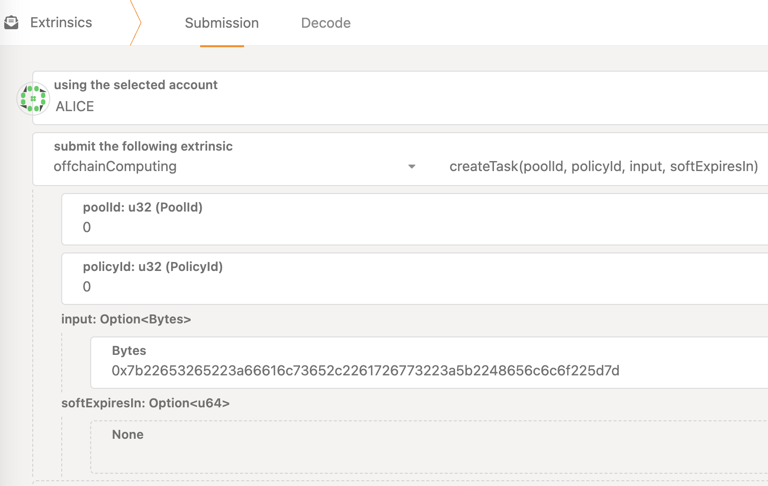 Extrinsics
Submission
Decode
using the selected account
ALICE
submit the following extrinsic
offchainComputing
createTask(poolId, policyId, input, softExpiresIn)
poolId: u32 (PoolId)
0
policyId: u32 (PolicyId)
0
input: Option<Bytes>
Bytes
0x7b22653265223a66616c73652c2261726773223a5b2248656c6c6f225d7d
softExpiresIn: Option<u64>
None